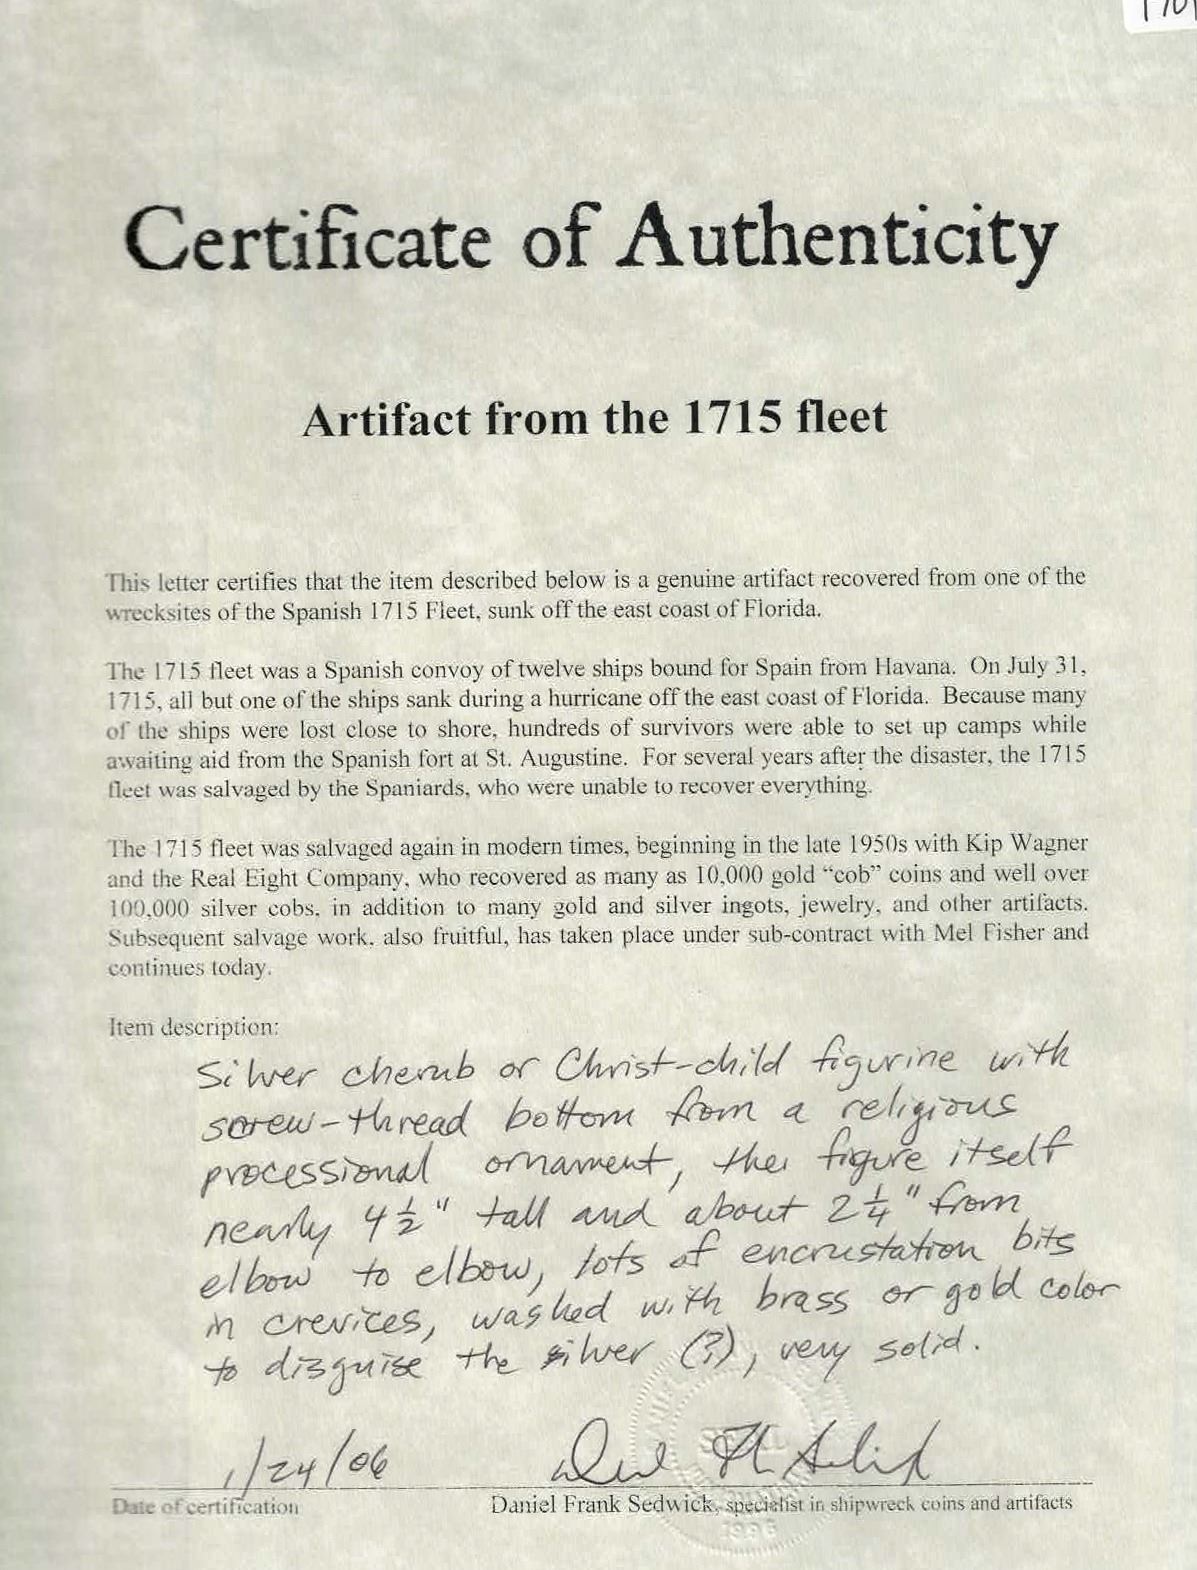 Certificate of Authenticity
Artifact from the 1715 fleet
This letter certifies that the item described below is a genuine artifact recovered from one of the
wrecksites of the Spanish 1715 Fleet, sunk off the east coast of Florida.
The 1715 fleet was a Spanish convoy of twelve ships bound for Spain from Havana. On July 31,
1715, all but one of the ships sank during a hurricane off the east coast of Florida. Because many
of the ships were lost close to shore, hundreds of survivors were able to set up camps while
awaiting aid from the Spanish fort at St. Augustine. For several years after the disaster, the 1715
fleet was salvaged by the Spaniards, who were unable to recover everything.
The 1715 fleet was salvaged again in modern times, beginning in the late 1950s with Kip Wagner
and the Real Eight Company, who recovered as many as 10,000 gold “cob” coins and well over
100,000 silver cobs, in addition to many gold and silver ingots, jewelry, and other artifacts.
Subsequent salvage work, also fruitful, has taken place under sub-contract with Mel Fisher and
continues today.
Item description:
Silver cherub or Christ-child figurine with
screw-thread bottom from a religious
processional ornament, the figure itself
nearly 4 1/2" tall and about 2 1/4" from
elbow to elbow, lots of encrustation bits
in crevices, washed with brass or gold color
to disguise the silver (?), very solid.
1/24/06
Date of certification
Daniel Frank Sedwick, specialist in shipwreck coins and artifacts
SEAL
1996